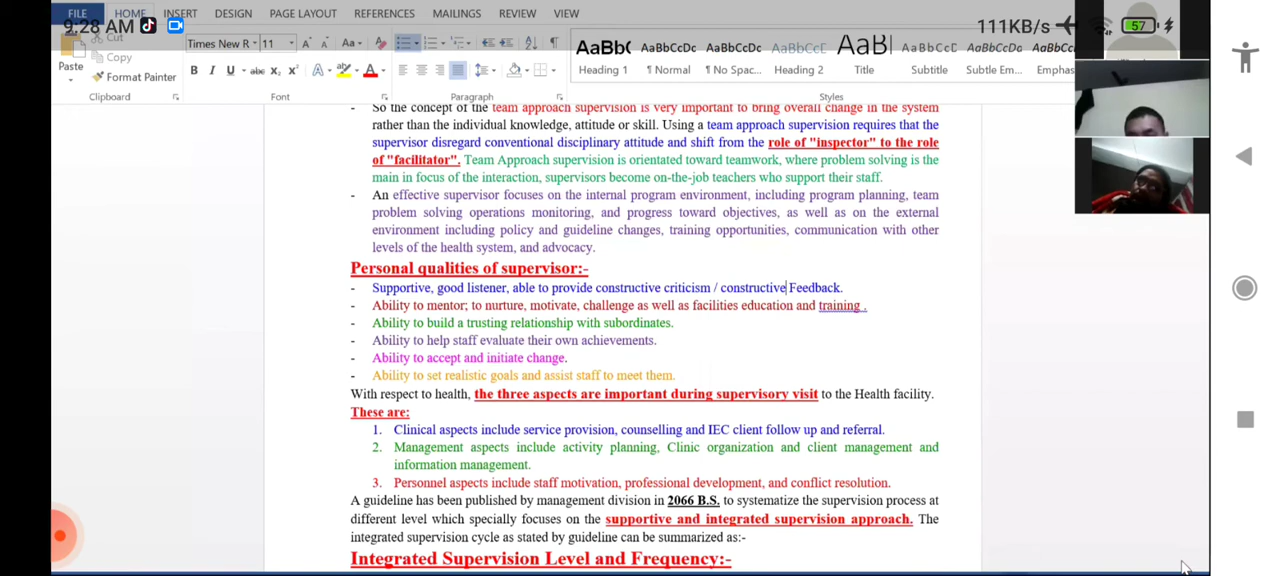 FILE HOME INSERT DESIGN PAGE LAYOUT REFERENCES MAILINGS REVIEW VIEW
9:28 AM 111KB/s 57
Cut
Copy
Paste Format Painter
Clipboard
Times New R 11
Font
Paragraph
AaBb( AaBbCcDc AaBbCcDc AaBbCcE AaB AaBbCcD AaBbCcDc AaBbCcDc
Heading 1 ¶ Normal ¶ No Spac... Heading 2 Title Subtitle Subtle Em... Emphas
Styles
- So the concept of the team approach supervision is very important to bring overall change in the system
rather than the individual knowledge, attitude or skill. Using a team approach supervision requires that the
supervisor disregard conventional disciplinary attitude and shift from the role of "inspector" to the role
of "facilitator". Team Approach supervision is orientated toward teamwork, where problem solving is the
main in focus of the interaction, supervisors become on-the-job teachers who support their staff.
- An effective supervisor focuses on the internal program environment, including program planning, team
problem solving operations monitoring, and progress toward objectives, as well as on the external
environment including policy and guideline changes, training opportunities, communication with other
levels of the health system, and advocacy.
Personal qualities of supervisor:-
- Supportive, good listener, able to provide constructive criticism / constructive Feedback.
- Ability to mentor; to nurture, motivate, challenge as well as facilities education and training .
- Ability to build a trusting relationship with subordinates.
- Ability to help staff evaluate their own achievements.
- Ability to accept and initiate change.
- Ability to set realistic goals and assist staff to meet them.
With respect to health, the three aspects are important during supervisory visit to the Health facility.
These are:
1. Clinical aspects include service provision, counselling and IEC client follow up and referral.
2. Management aspects include activity planning, Clinic organization and client management and
information management.
3. Personnel aspects include staff motivation, professional development, and conflict resolution.
A guideline has been published by management division in 2066 B.S. to systematize the supervision process at
different level which specially focuses on the supportive and integrated supervision approach. The
integrated supervision cycle as stated by guideline can be summarized as:-
Integrated Supervision Level and Frequency:-